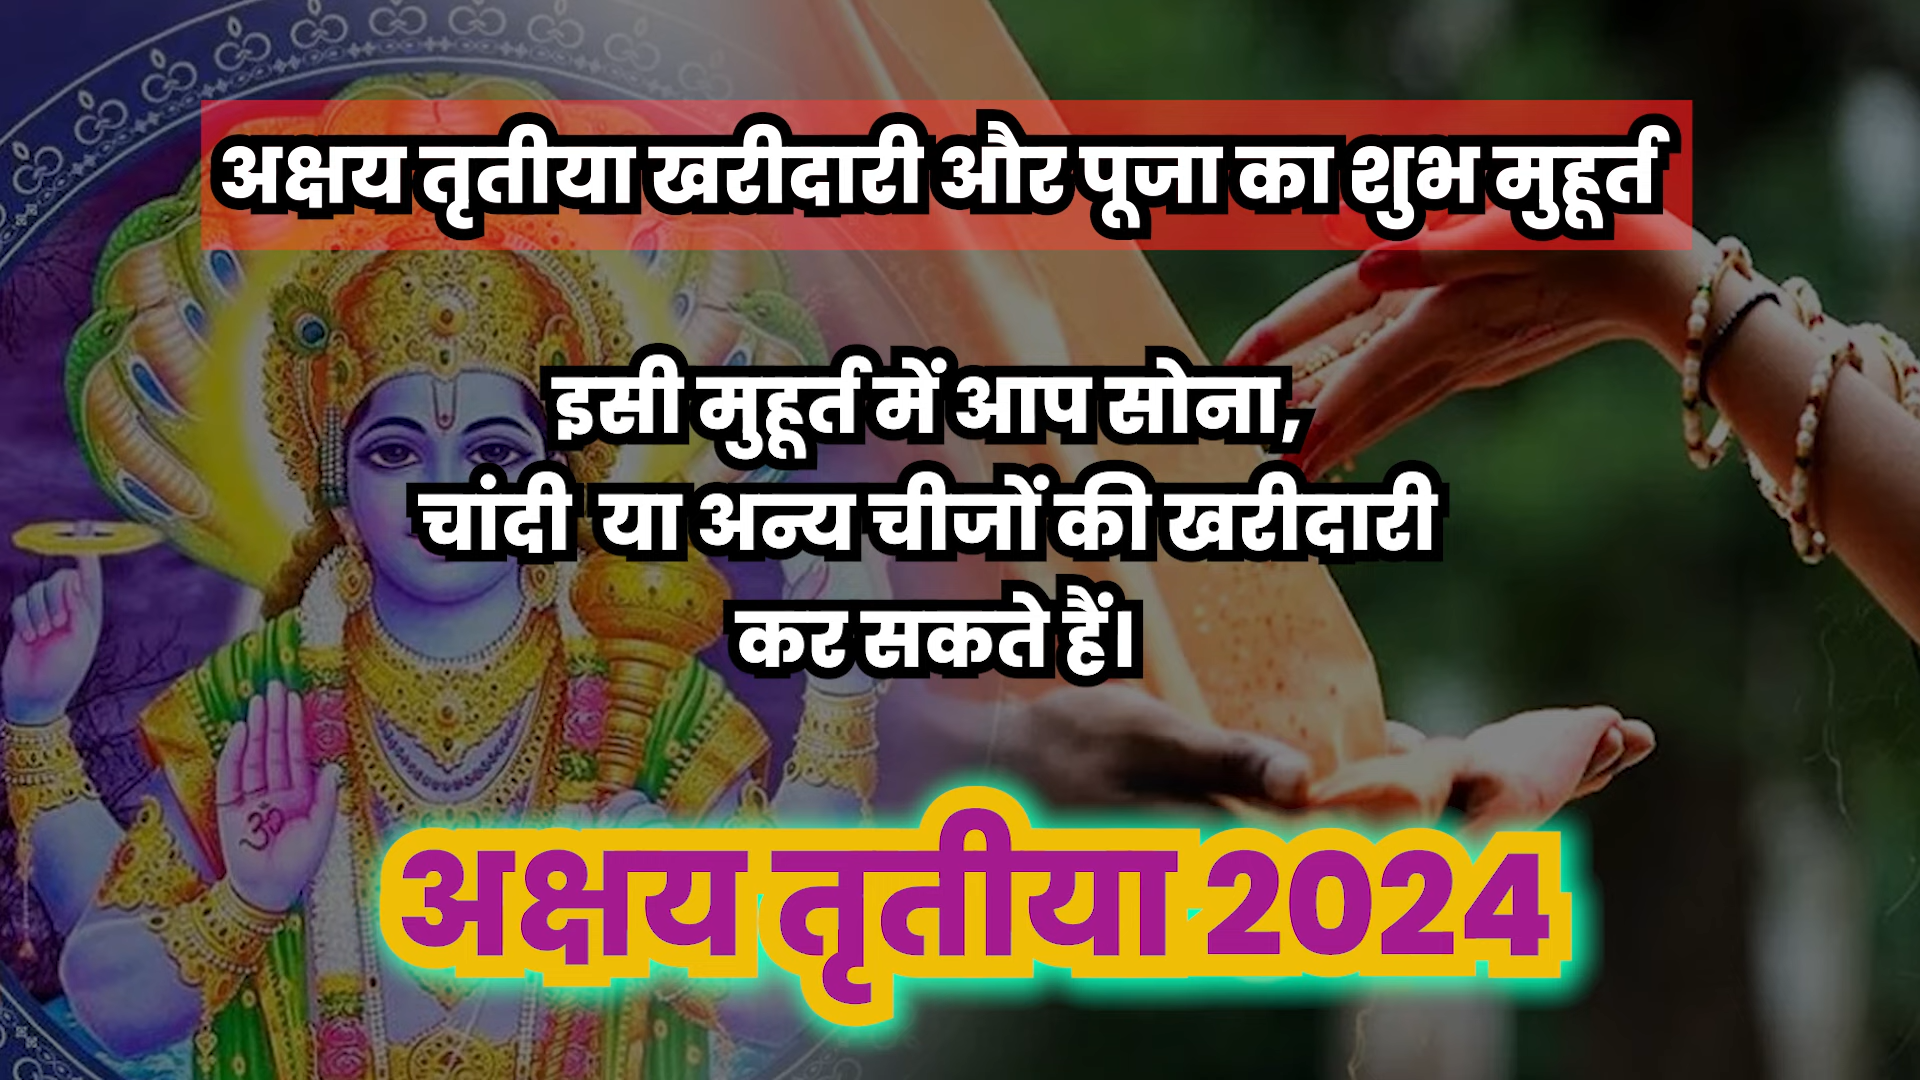 अक्षय तृतीया खरीदारी और पूजा का शुभ मुहूर्त
इसी मुहूर्त में आप सोना,
चांदी या अन्य चीजों की खरीदारी
कर सकते हैं।
अक्षय तृतीया 2024
ॐ